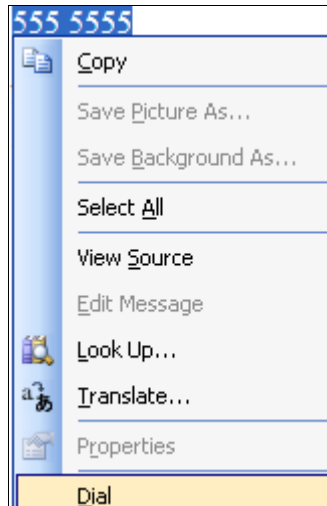 555 5555
Copy
Save Picture As...
Save Background As...
Select All
View Source
Edit Message
Look Up...
Translate...
Properties
Dial